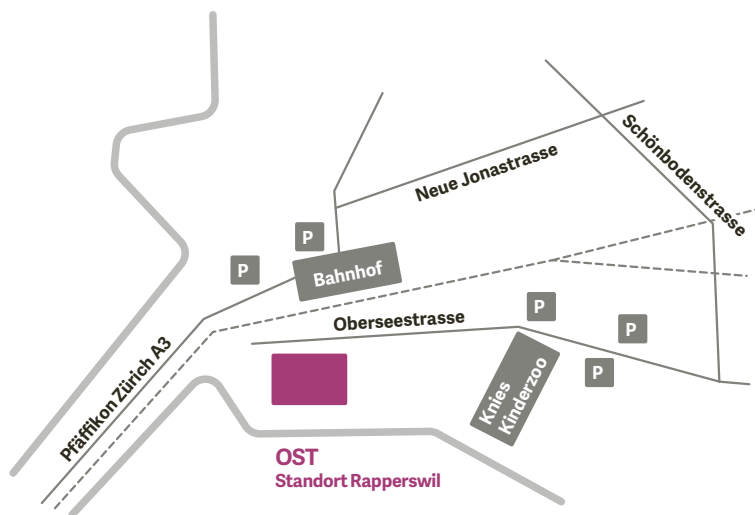 Schönbodenstrasse
Neue Jonastrasse
P
P
Bahnhof
P
Oberseestrasse
P
P
Pfäffikon Zürich A3
Knies
Kinderzoo
OST
Standort Rapperswil